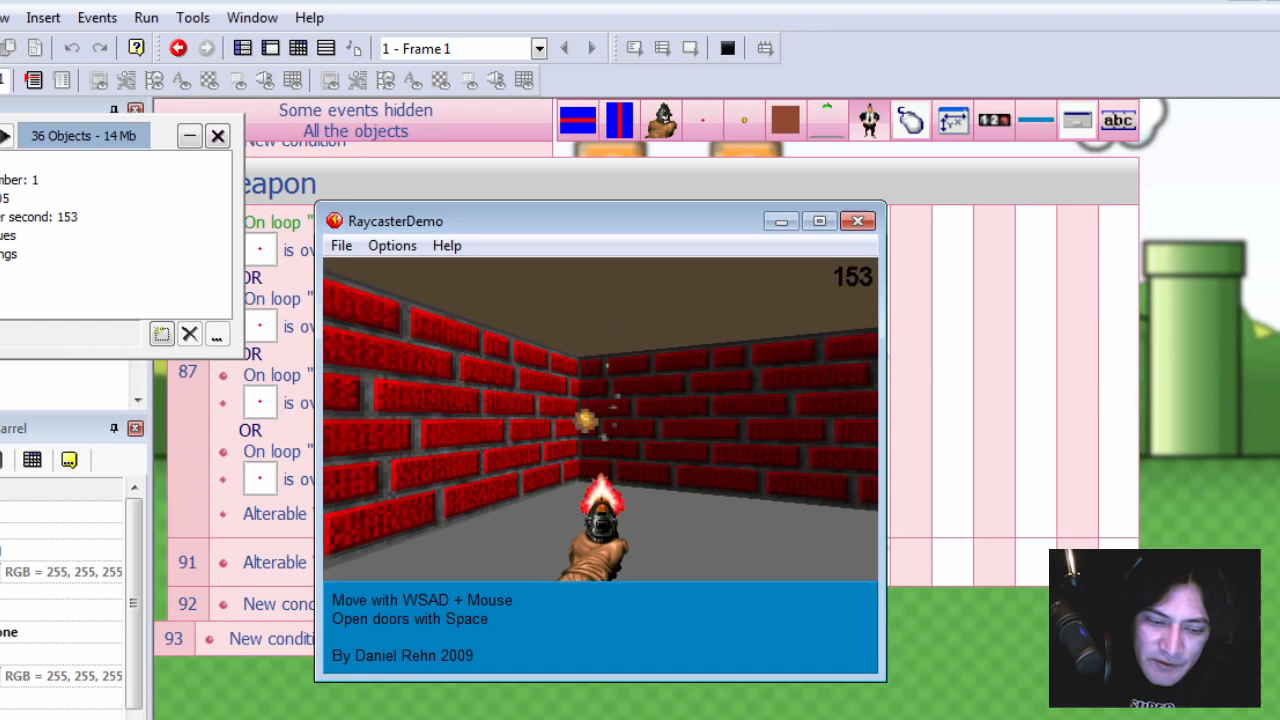 Insert Events Run Tools Window Help
1 - Frame 1
Some events hidden
All the objects
abc
36 Objects - 14 Mb
New condition
mber: 1
eapon
05
er second: 153
ues
ngs
On loop "
is ov
OR
On loop "
is ov
OR
87
On loop "
is ov
OR
On loop "
is ov
Alterable
91
Alterable
92
New cond
93
New conditi
arrel
RGB = 255, 255, 255
one
RGB = 255, 255, 255
RaycasterDemo
File Options Help
153
Move with WSAD + Mouse
Open doors with Space
By Daniel Rehn 2009